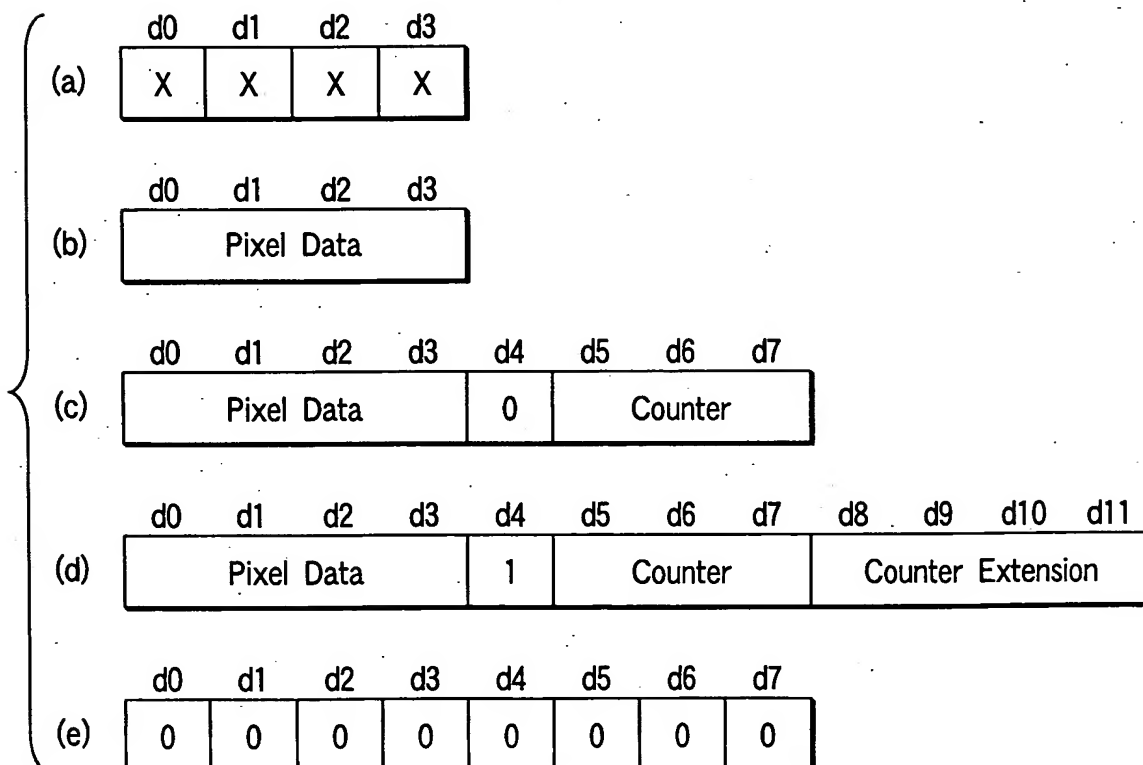 d0 d1 d2 d3
(a) X X X X
d0 d1 d2 d3
(b) Pixel Data
d0 d1 d2 d3 d4 d5 d6 d7
(c) Pixel Data 0 Counter
d0 d1 d2 d3 d4 d5 d6 d7 d8 d9 d10 d11
(d) Pixel Data 1 Counter Counter Extension
d0 d1 d2 d3 d4 d5 d6 d7
(e) 0 0 0 0 0 0 0 0